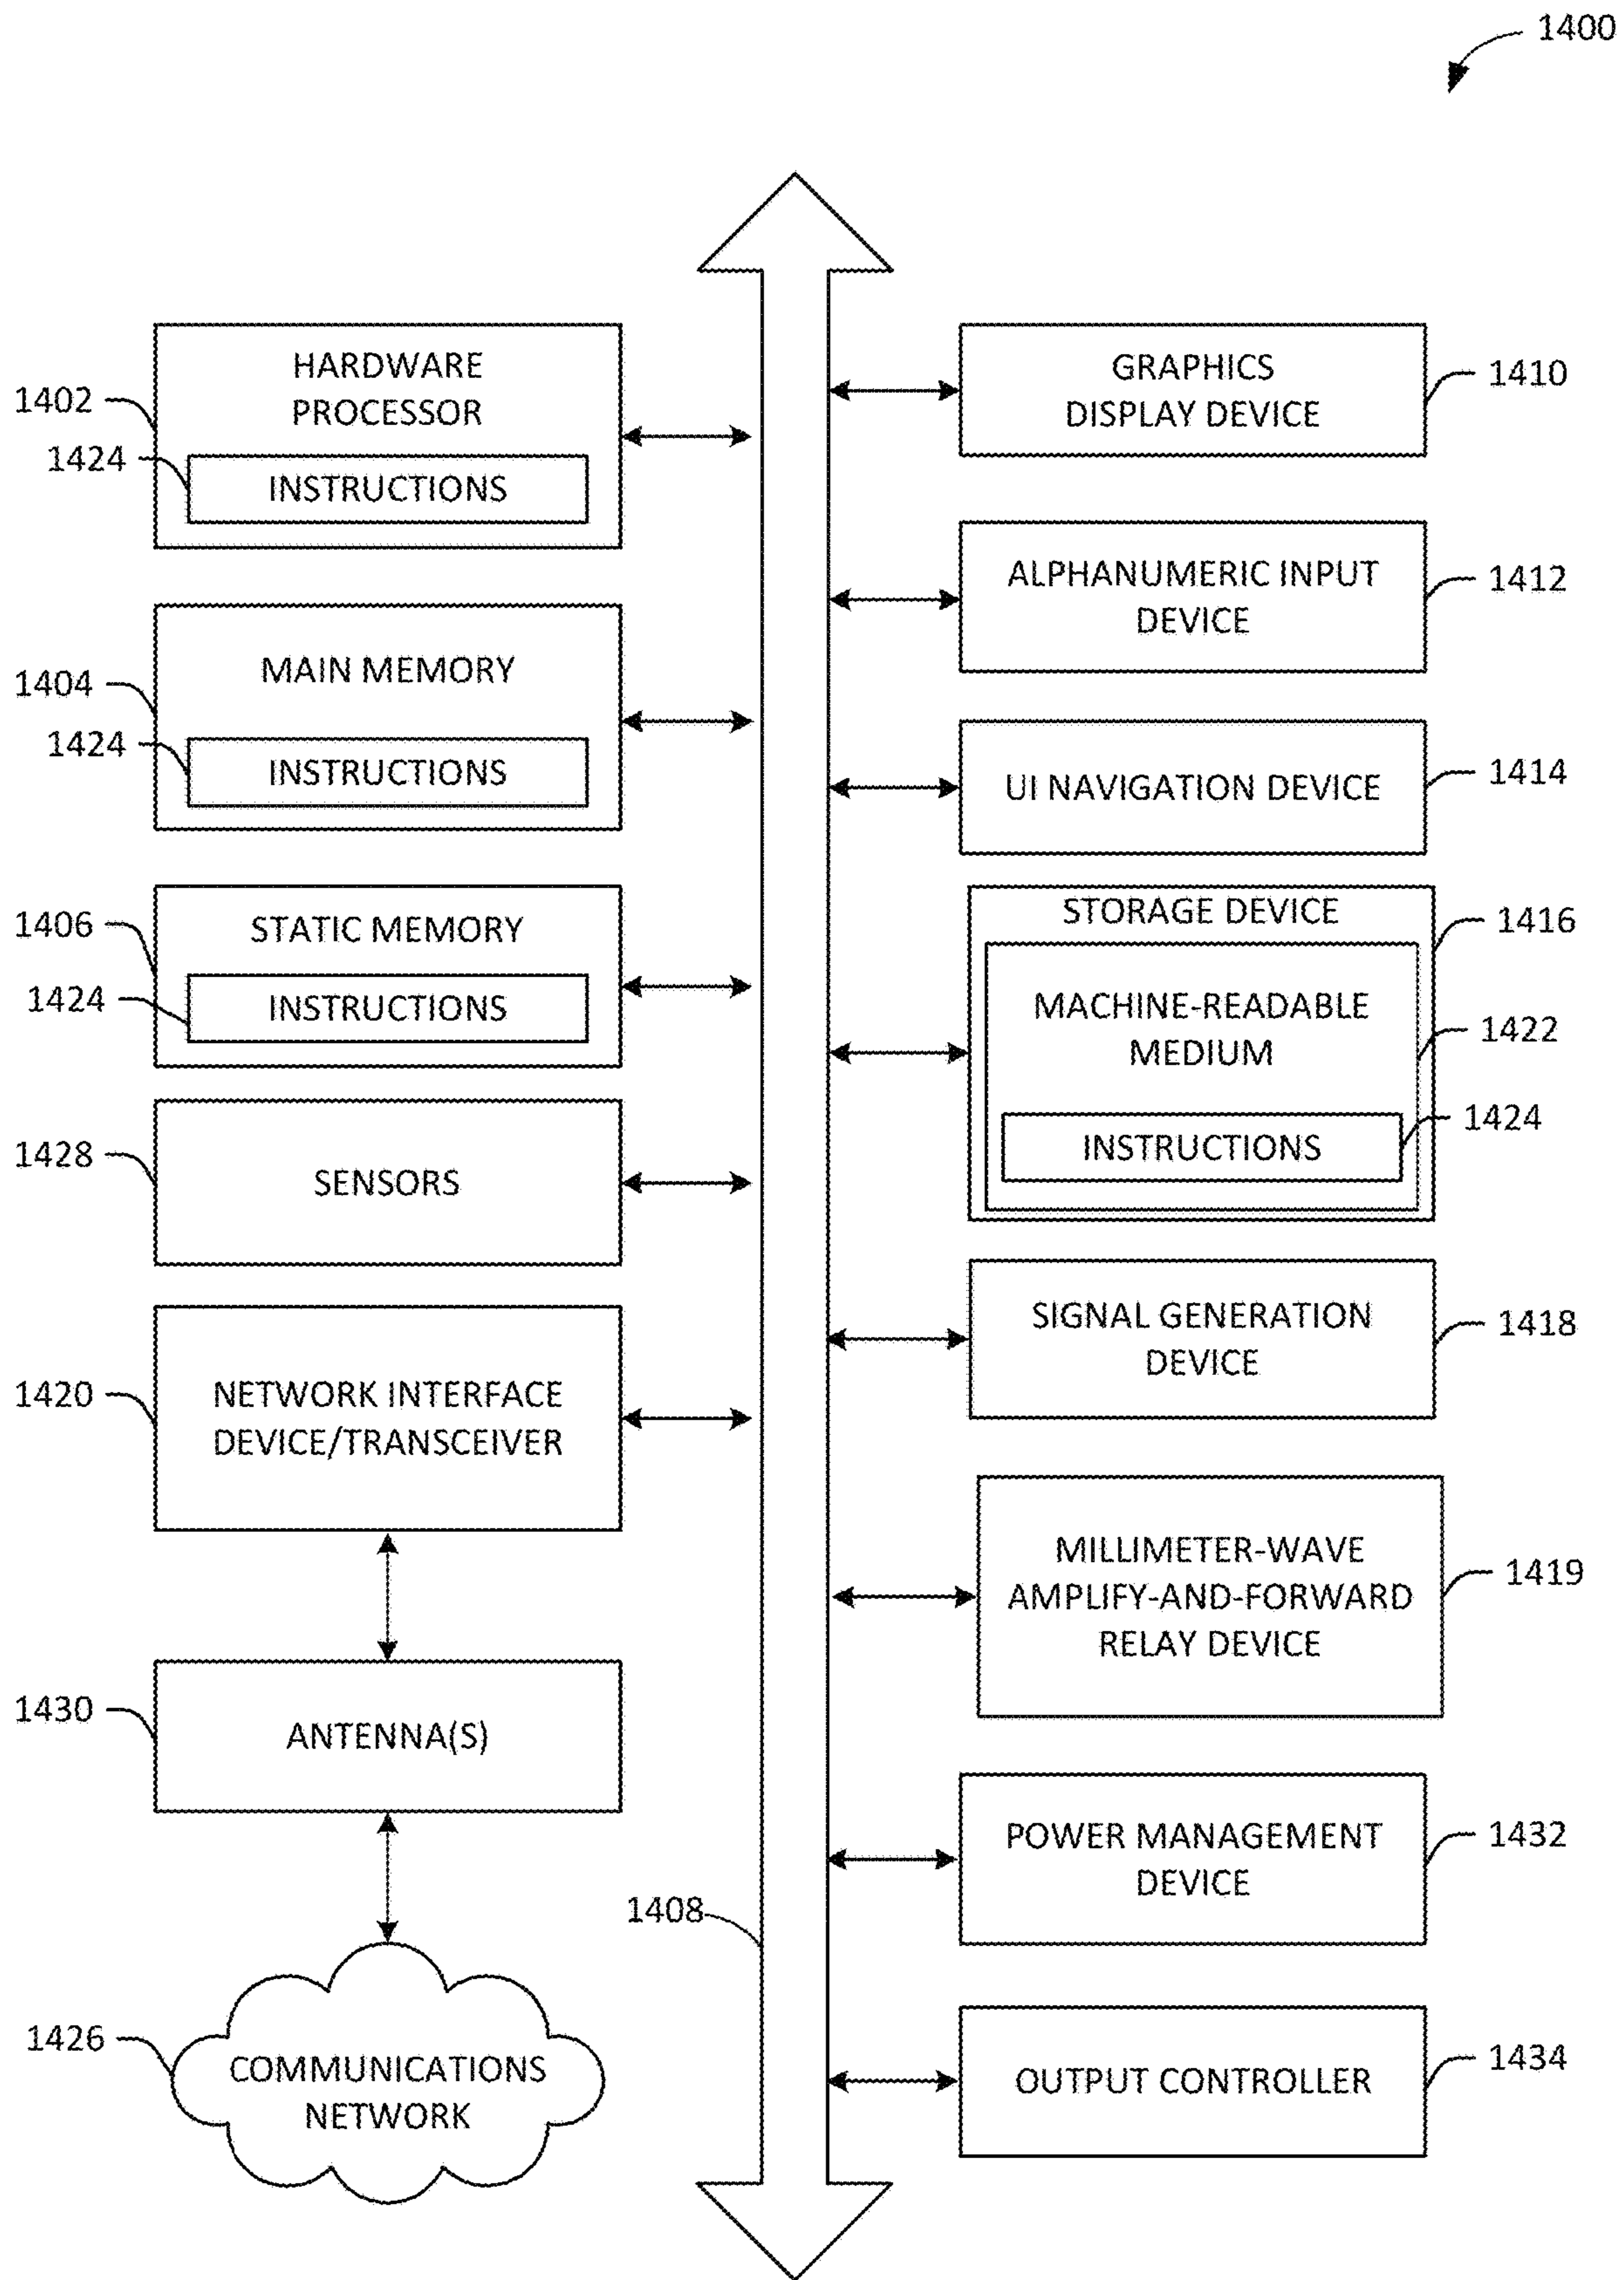 1400
HARDWARE
PROCESSOR
1402
1424
INSTRUCTIONS
MAIN MEMORY
1404
1424
INSTRUCTIONS
STATIC MEMORY
1406
1424
INSTRUCTIONS
1428
SENSORS
1420
NETWORK INTERFACE
DEVICE/TRANSCEIVER
1430
ANTENNA(S)
1408
1426
COMMUNICATIONS
NETWORK
GRAPHICS
DISPLAY DEVICE
1410
ALPHANUMERIC INPUT
DEVICE
1412
UI NAVIGATION DEVICE
1414
STORAGE DEVICE
1416
MACHINE-READABLE
MEDIUM
1422
INSTRUCTIONS
1424
SIGNAL GENERATION
DEVICE
1418
MILLIMETER-WAVE
AMPLIFY-AND-FORWARD
RELAY DEVICE
1419
POWER MANAGEMENT
DEVICE
1432
OUTPUT CONTROLLER
1434